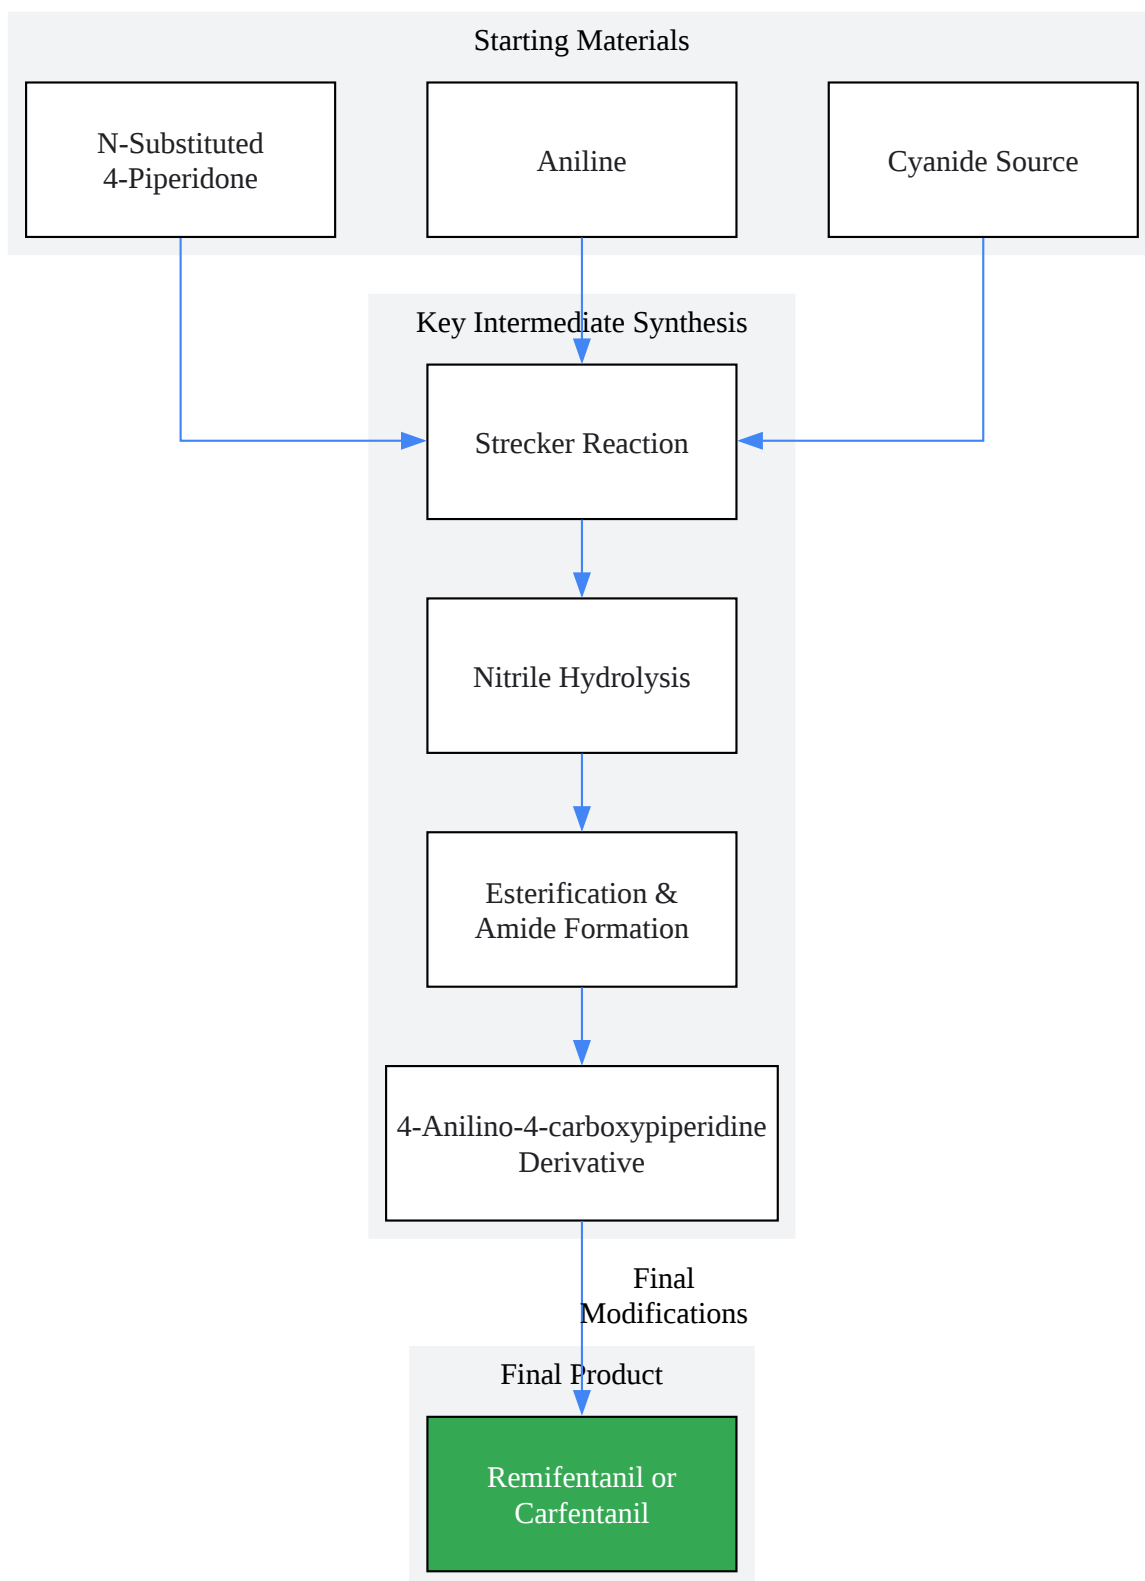 Starting Materials
N-Substituted
4-Piperidone
Aniline
Cyanide Source
Key Intermediate Synthesis
Strecker Reaction
Nitrile Hydrolysis
Esterification &
Amide Formation
4-Anilino-4-carboxypiperidine
Derivative
Final
Modifications
Final Product
Remifentanil or
Carfentanil